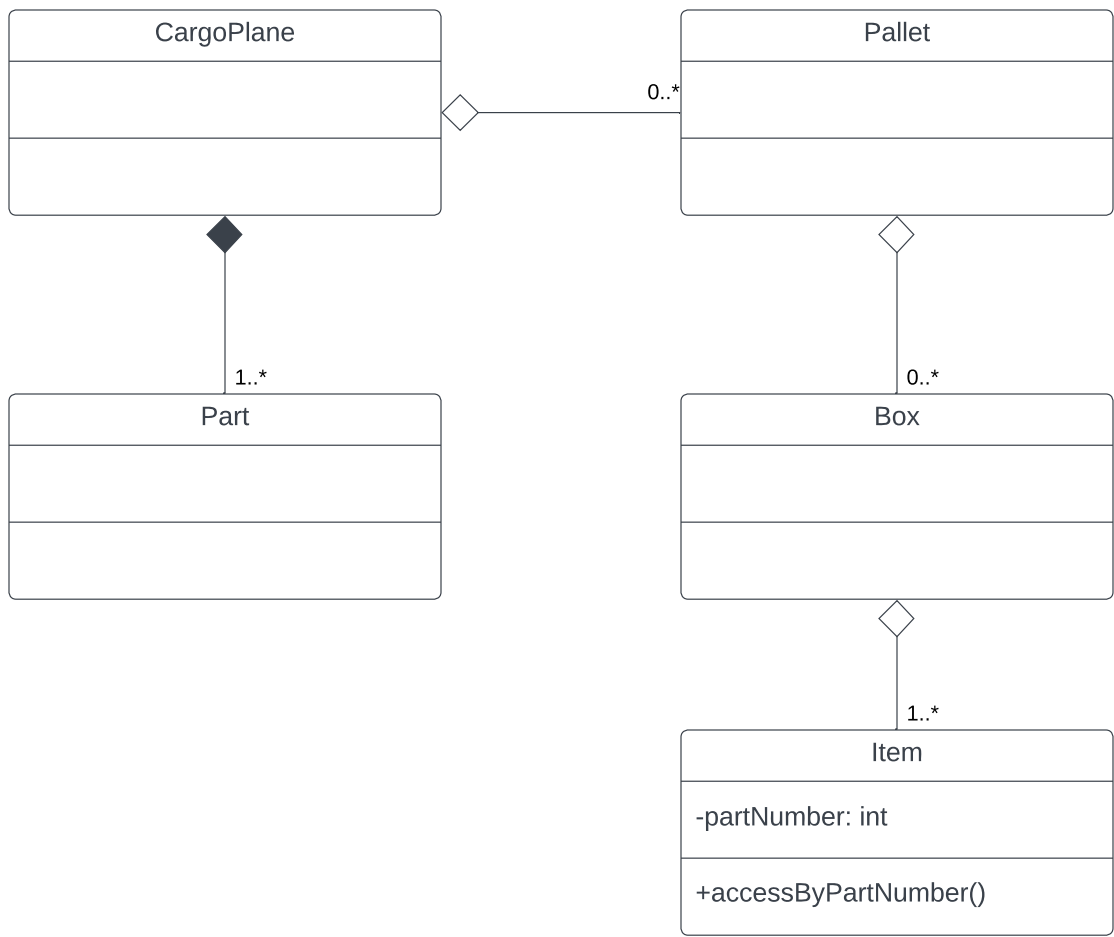 CargoPlane
Pallet
0..*
1..*
0..*
Part
Box
1..*
Item
-partNumber: int
+accessByPartNumber()